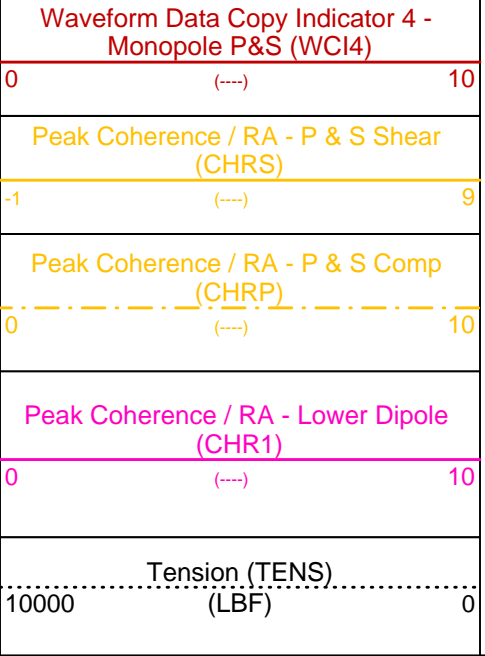 Waveform Data Copy Indicator 4 -
Monopole P&S (WCI4)
0 (----) 10
Peak Coherence / RA - P & S Shear
(CHRS)
-1 (----) 9
Peak Coherence / RA - P & S Comp
(CHRP)
0 (----) 10
Peak Coherence / RA - Lower Dipole
(CHR1)
0 (----) 10
Tension (TENS)
10000 (LBF) 0